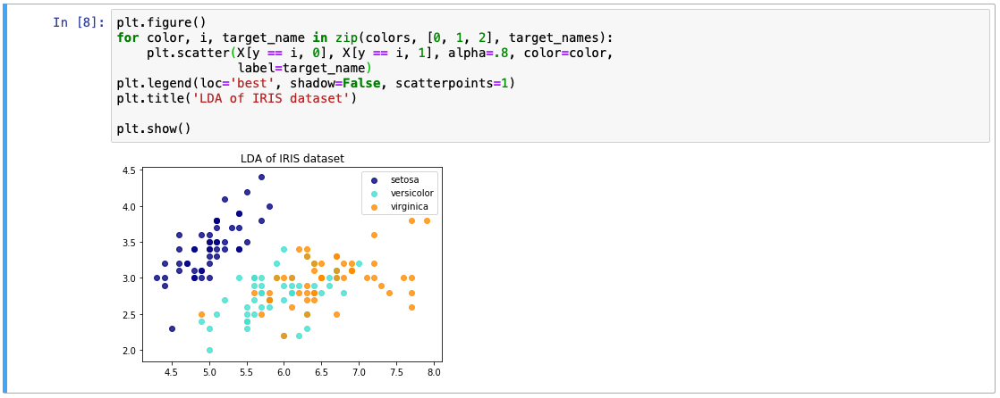 In [8]: plt.figure()
for color, i, target_name in zip(colors, [0, 1, 2], target_names):
    plt.scatter(X[y == i, 0], X[y == i, 1], alpha=.8, color=color,
                label=target_name)
plt.legend(loc='best', shadow=False, scatterpoints=1)
plt.title('LDA of IRIS dataset')
plt.show()
LDA of IRIS dataset
setosa
versicolor
virginica
4.5
4.0
3.5
3.0
2.5
2.0
4.5 5.0 5.5 6.0 6.5 7.0 7.5 8.0